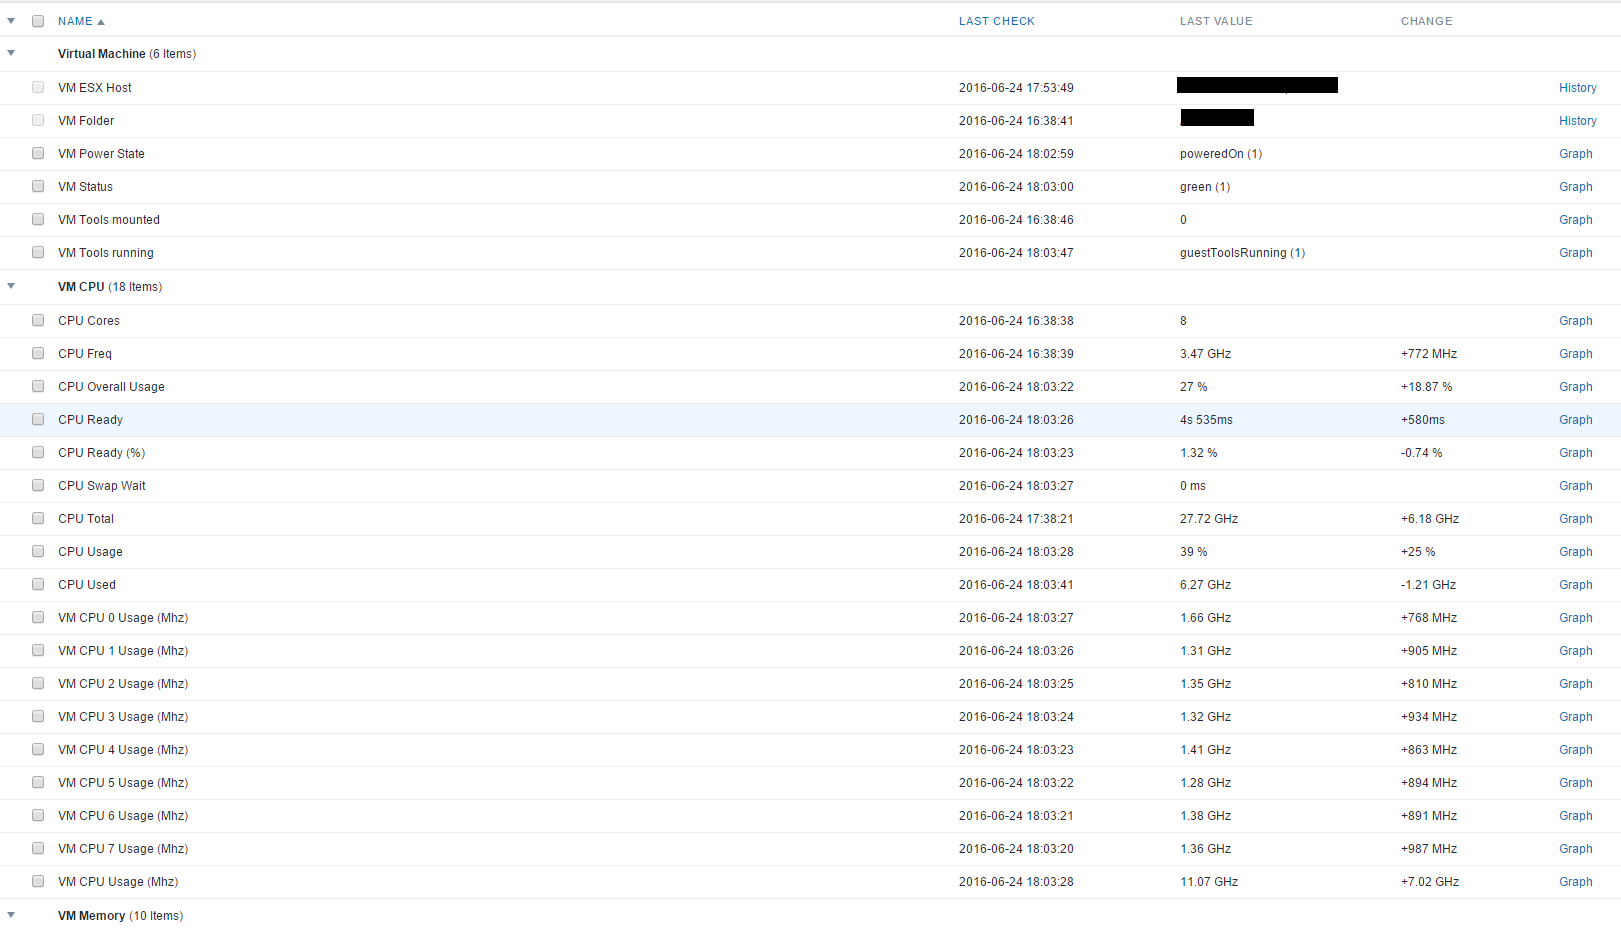 NAME LAST CHECK LAST VALUE CHANGE
Virtual Machine (6 Items)
VM ESX Host 2016-06-24 17:53:49 History
VM Folder 2016-06-24 16:38:41 History
VM Power State 2016-06-24 18:02:59 poweredOn (1) Graph
VM Status 2016-06-24 18:03:00 green (1) Graph
VM Tools mounted 2016-06-24 16:38:46 0 Graph
VM Tools running 2016-06-24 18:03:47 guestToolsRunning (1) Graph
VM CPU (18 Items)
CPU Cores 2016-06-24 16:38:38 8 Graph
CPU Freq 2016-06-24 16:38:39 3.47 GHz +772 MHz Graph
CPU Overall Usage 2016-06-24 18:03:22 27 % +18.87 % Graph
CPU Ready 2016-06-24 18:03:26 4s 535ms +580ms Graph
CPU Ready (%) 2016-06-24 18:03:23 1.32 % -0.74 % Graph
CPU Swap Wait 2016-06-24 18:03:27 0 ms Graph
CPU Total 2016-06-24 17:38:21 27.72 GHz +6.18 GHz Graph
CPU Usage 2016-06-24 18:03:28 39 % +25 % Graph
CPU Used 2016-06-24 18:03:41 6.27 GHz -1.21 GHz Graph
VM CPU 0 Usage (Mhz) 2016-06-24 18:03:27 1.66 GHz +768 MHz Graph
VM CPU 1 Usage (Mhz) 2016-06-24 18:03:26 1.31 GHz +905 MHz Graph
VM CPU 2 Usage (Mhz) 2016-06-24 18:03:25 1.35 GHz +810 MHz Graph
VM CPU 3 Usage (Mhz) 2016-06-24 18:03:24 1.32 GHz +934 MHz Graph
VM CPU 4 Usage (Mhz) 2016-06-24 18:03:23 1.41 GHz +863 MHz Graph
VM CPU 5 Usage (Mhz) 2016-06-24 18:03:22 1.28 GHz +894 MHz Graph
VM CPU 6 Usage (Mhz) 2016-06-24 18:03:21 1.38 GHz +891 MHz Graph
VM CPU 7 Usage (Mhz) 2016-06-24 18:03:20 1.36 GHz +987 MHz Graph
VM CPU Usage (Mhz) 2016-06-24 18:03:28 11.07 GHz +7.02 GHz Graph
VM Memory (10 Items)